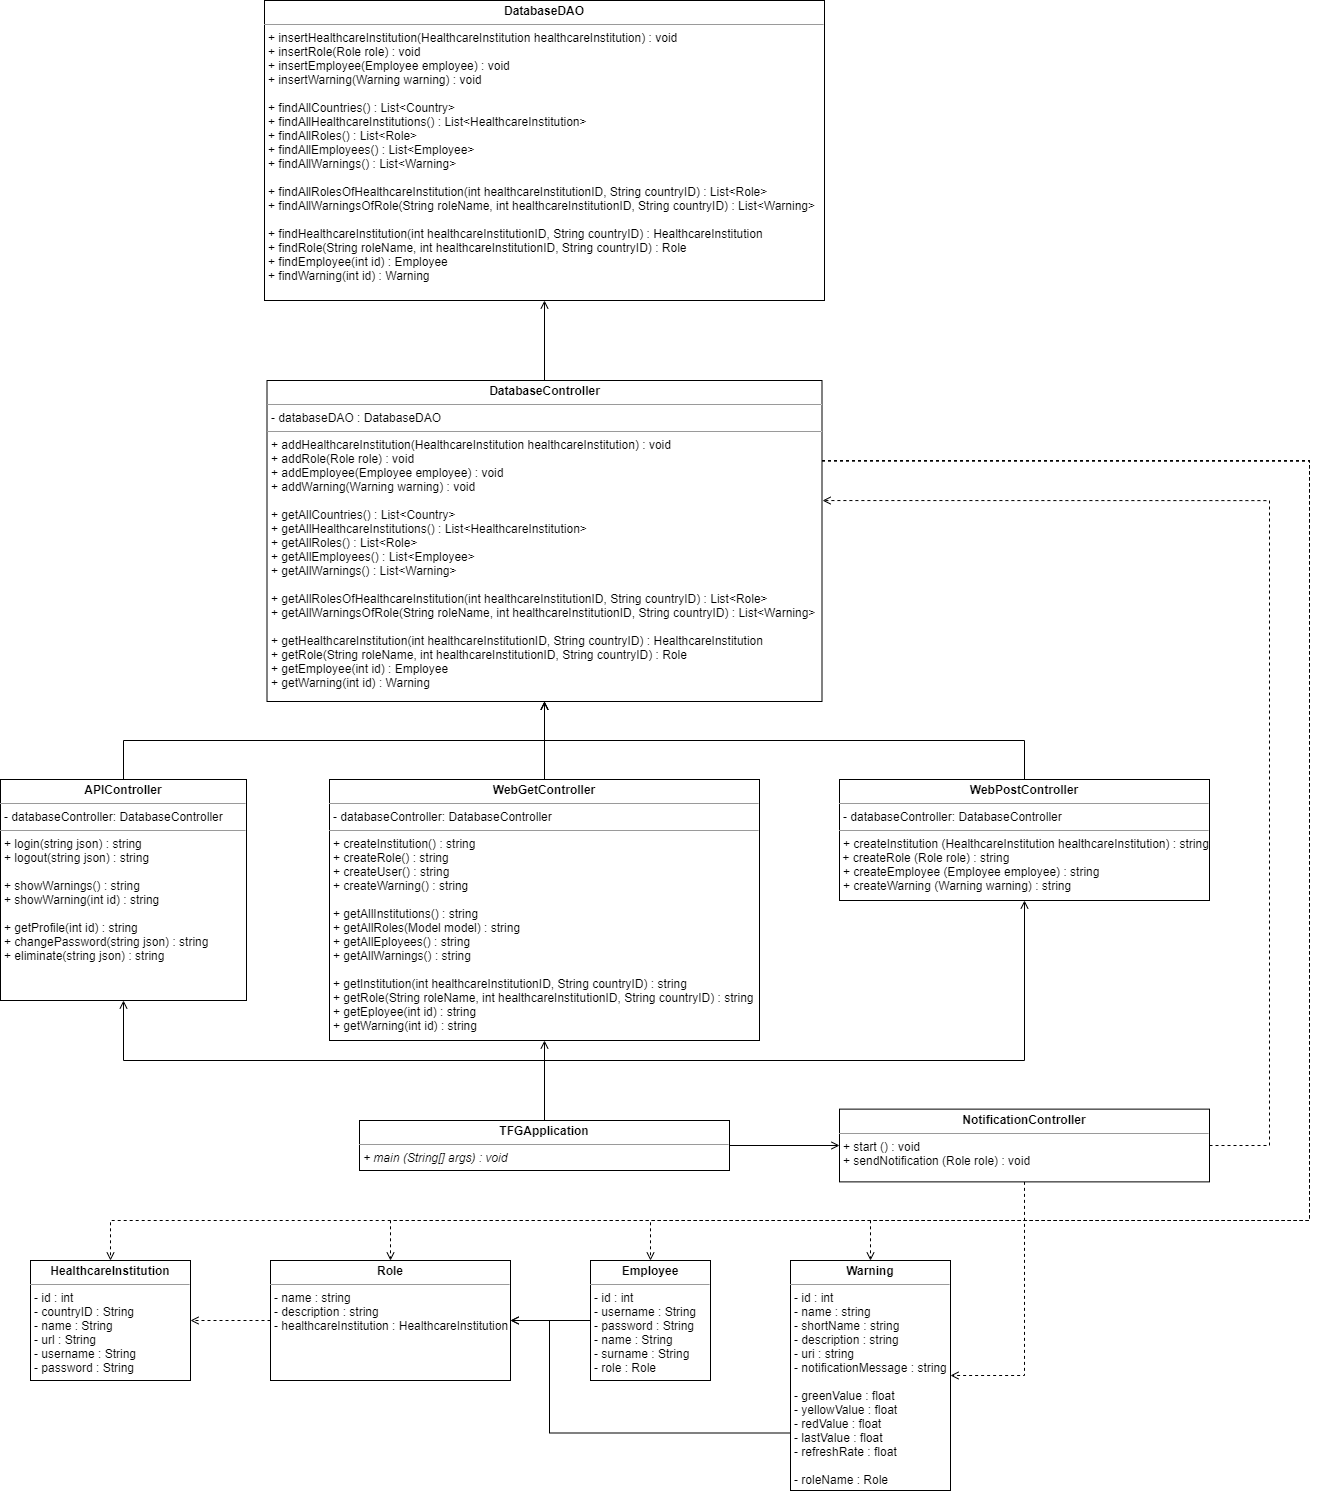 DatabaseDAO
+ insertHealthcareInstitution(HealthcareInstitution healthcareInstitution) : void
+ insertRole(Role role) : void
+ insertEmployee(Employee employee) : void
+ insertWarning(Warning warning) : void
+ findAllCountries() : List<Country>
+ findAllHealthcareInstitutions() : List<HealthcareInstitution>
+ findAllRoles() : List<Role>
+ findAllEmployees() : List<Employee>
+ findAllWarnings() : List<Warning>
+ findAllRolesOfHealthcareInstitution(int healthcareInstitutionID, String countryID) : List<Role>
+ findAllWarningsOfRole(String roleName, int healthcareInstitutionID, String countryID) : List<Warning>
+ findHealthcareInstitution(int healthcareInstitutionID, String countryID) : HealthcareInstitution
+ findRole(String roleName, int healthcareInstitutionID, String countryID) : Role
+ findEmployee(int id) : Employee
+ findWarning(int id) : Warning
DatabaseController
- databaseDAO : DatabaseDAO
+ addHealthcareInstitution(HealthcareInstitution healthcareInstitution) : void
+ addRole(Role role) : void
+ addEmployee(Employee employee) : void
+ addWarning(Warning warning) : void
+ getAllCountries() : List<Country>
+ getAllHealthcareInstitutions() : List<HealthcareInstitution>
+ getAllRoles() : List<Role>
+ getAllEmployees() : List<Employee>
+ getAllWarnings() : List<Warning>
+ getAllRolesOfHealthcareInstitution(int healthcareInstitutionID, String countryID) : List<Role>
+ getAllWarningsOfRole(String roleName, int healthcareInstitutionID, String countryID) : List<Warning>
+ getHealthcareInstitution(int healthcareInstitutionID, String countryID) : HealthcareInstitution
+ getRole(String roleName, int healthcareInstitutionID, String countryID) : Role
+ getEmployee(int id) : Employee
+ getWarning(int id) : Warning
APIController
- databaseController: DatabaseController
+ login(string json) : string
+ logout(string json) : string
+ showWarnings() : string
+ showWarning(int id) : string
+ getProfile(int id) : string
+ changePassword(string json) : string
+ eliminate(string json) : string
WebGetController
- databaseController: DatabaseController
+ createInstitution() : string
+ createRole() : string
+ createUser() : string
+ createWarning() : string
+ getAllInstitutions() : string
+ getAllRoles(Model model) : string
+ getAllEployees() : string
+ getAllWarnings() : string
+ getInstitution(int healthcareInstitutionID, String countryID) : string
+ getRole(String roleName, int healthcareInstitutionID, String countryID) : string
+ getEployee(int id) : string
+ getWarning(int id) : string
WebPostController
- databaseController: DatabaseController
+ createInstitution (HealthcareInstitution healthcareInstitution) : string
+ createRole (Role role) : string
+ createEmployee (Employee employee) : string
+ createWarning (Warning warning) : string
TFGApplication
+ main (String[] args) : void
NotificationController
+ start () : void
+ sendNotification (Role role) : void
HealthcareInstitution
- id : int
- countryID : String
- name : String
- url : String
- username : String
- password : String
Role
- name : string
- description : string
- healthcareInstitution : HealthcareInstitution
Employee
- id : int
- username : String
- password : String
- name : String
- surname : String
- role : Role
Warning
- id : int
- name : string
- shortName : string
- description : string
- uri : string
- notificationMessage : string
- greenValue : float
- yellowValue : float
- redValue : float
- lastValue : float
- refreshRate : float
- roleName : Role